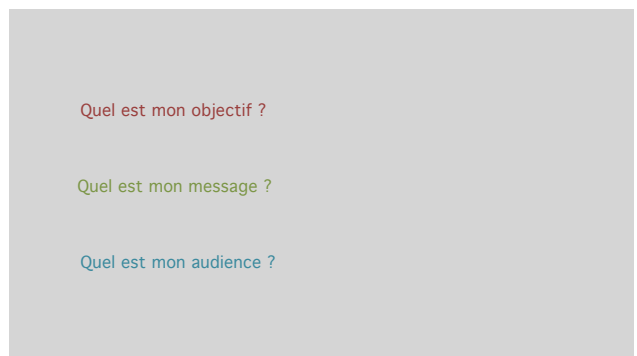 Quel est mon objectif ?
Quel est mon message ?
Quel est mon audience ?